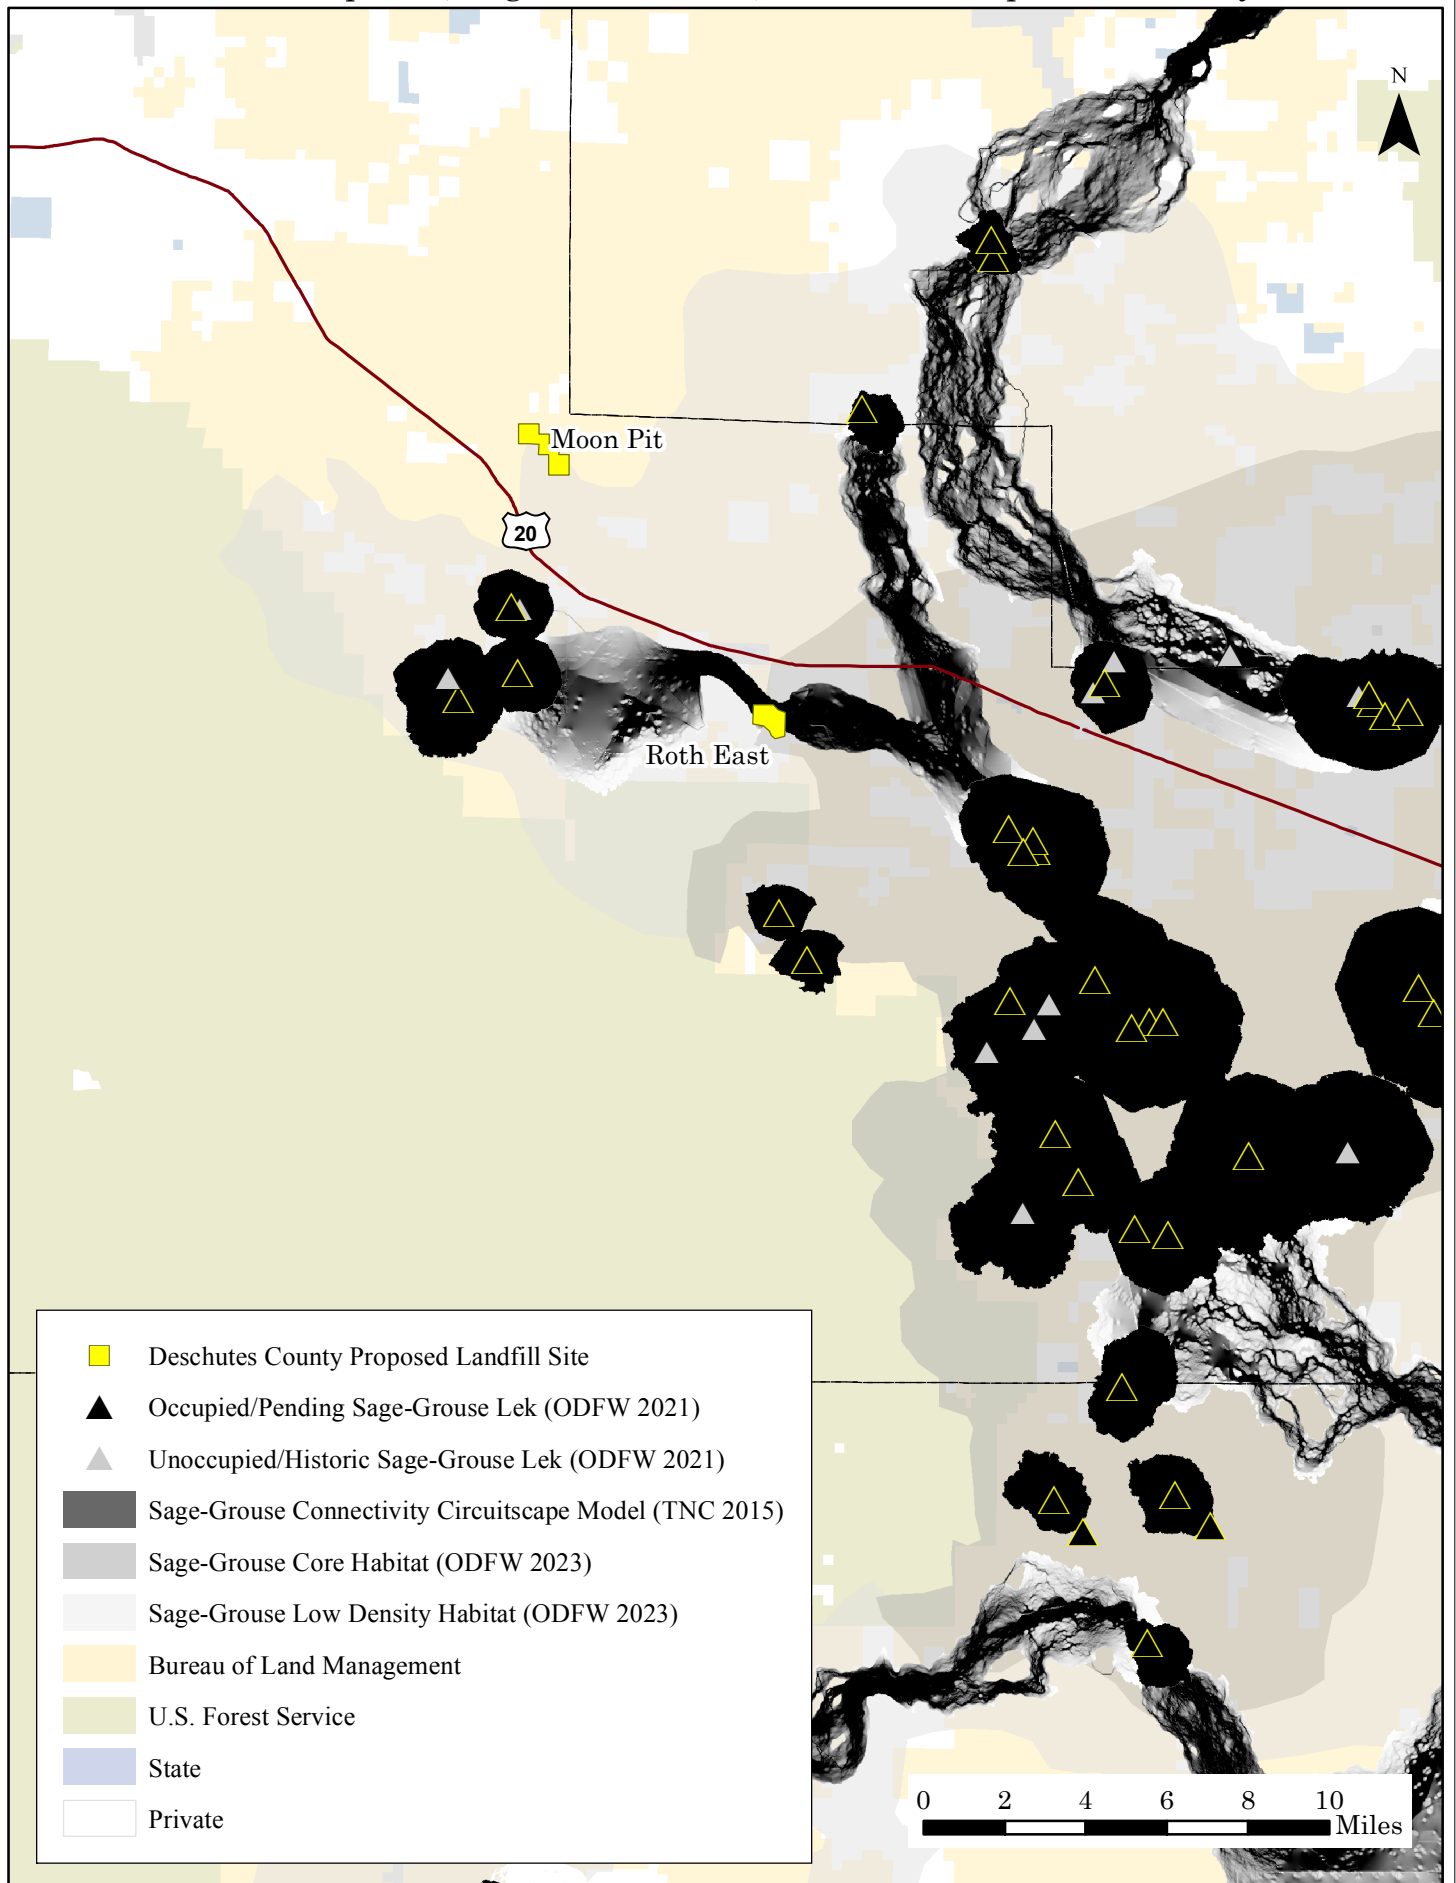 N
Moon Pit
20
Roth East
Deschutes County Proposed Landfill Site
Occupied/Pending Sage-Grouse Lek (ODFW 2021)
Unoccupied/Historic Sage-Grouse Lek (ODFW 2021)
Sage-Grouse Connectivity Circuitscape Model (TNC 2015)
Sage-Grouse Core Habitat (ODFW 2023)
Sage-Grouse Low Density Habitat (ODFW 2023)
Bureau of Land Management
U.S. Forest Service
State
Private
0 2 4 6 8 10
Miles